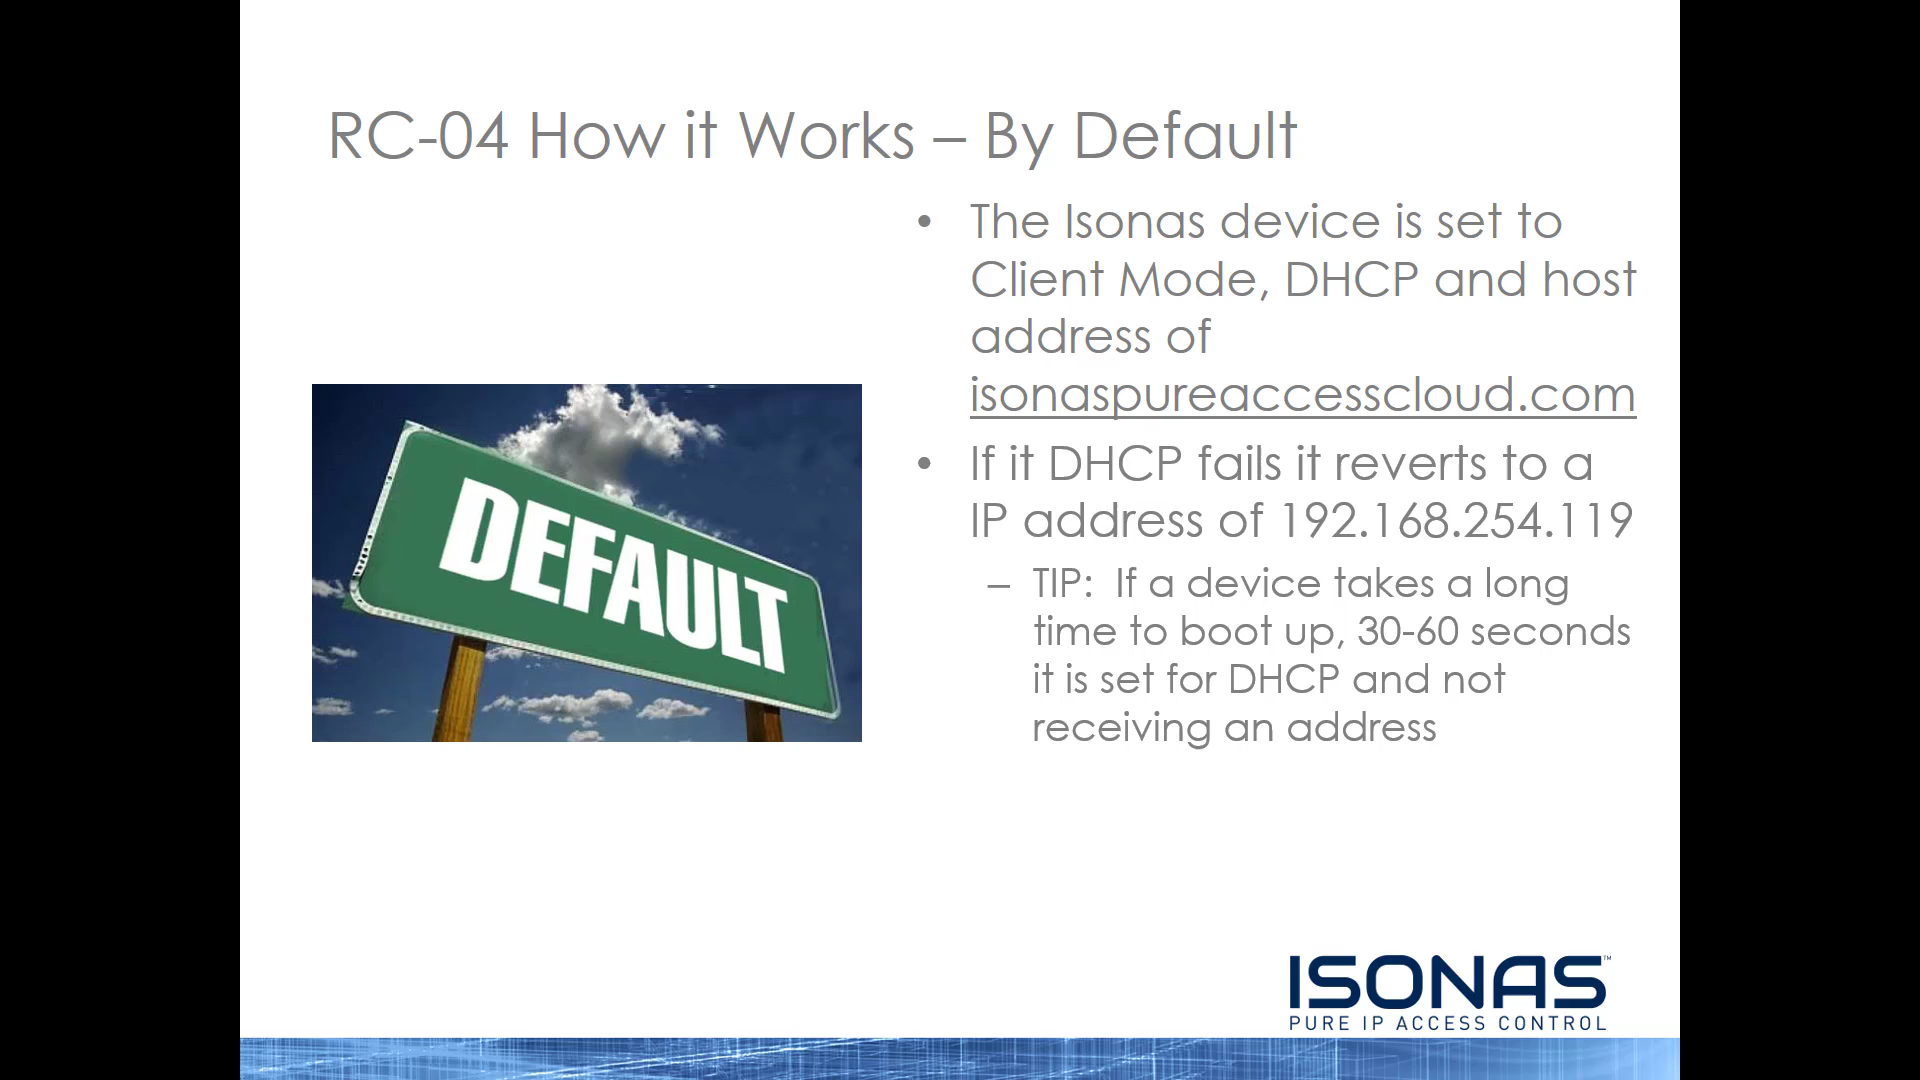 RC-04 How it Works – By Default
• The Isonas device is set to
Client Mode, DHCP and host
address of
isonaspureaccesscloud.com
• If it DHCP fails it reverts to a
IP address of 192.168.254.119
– TIP: If a device takes a long
time to boot up, 30-60 seconds
it is set for DHCP and not
receiving an address
DEFAULT
ISONAS™
PURE IP ACCESS CONTROL